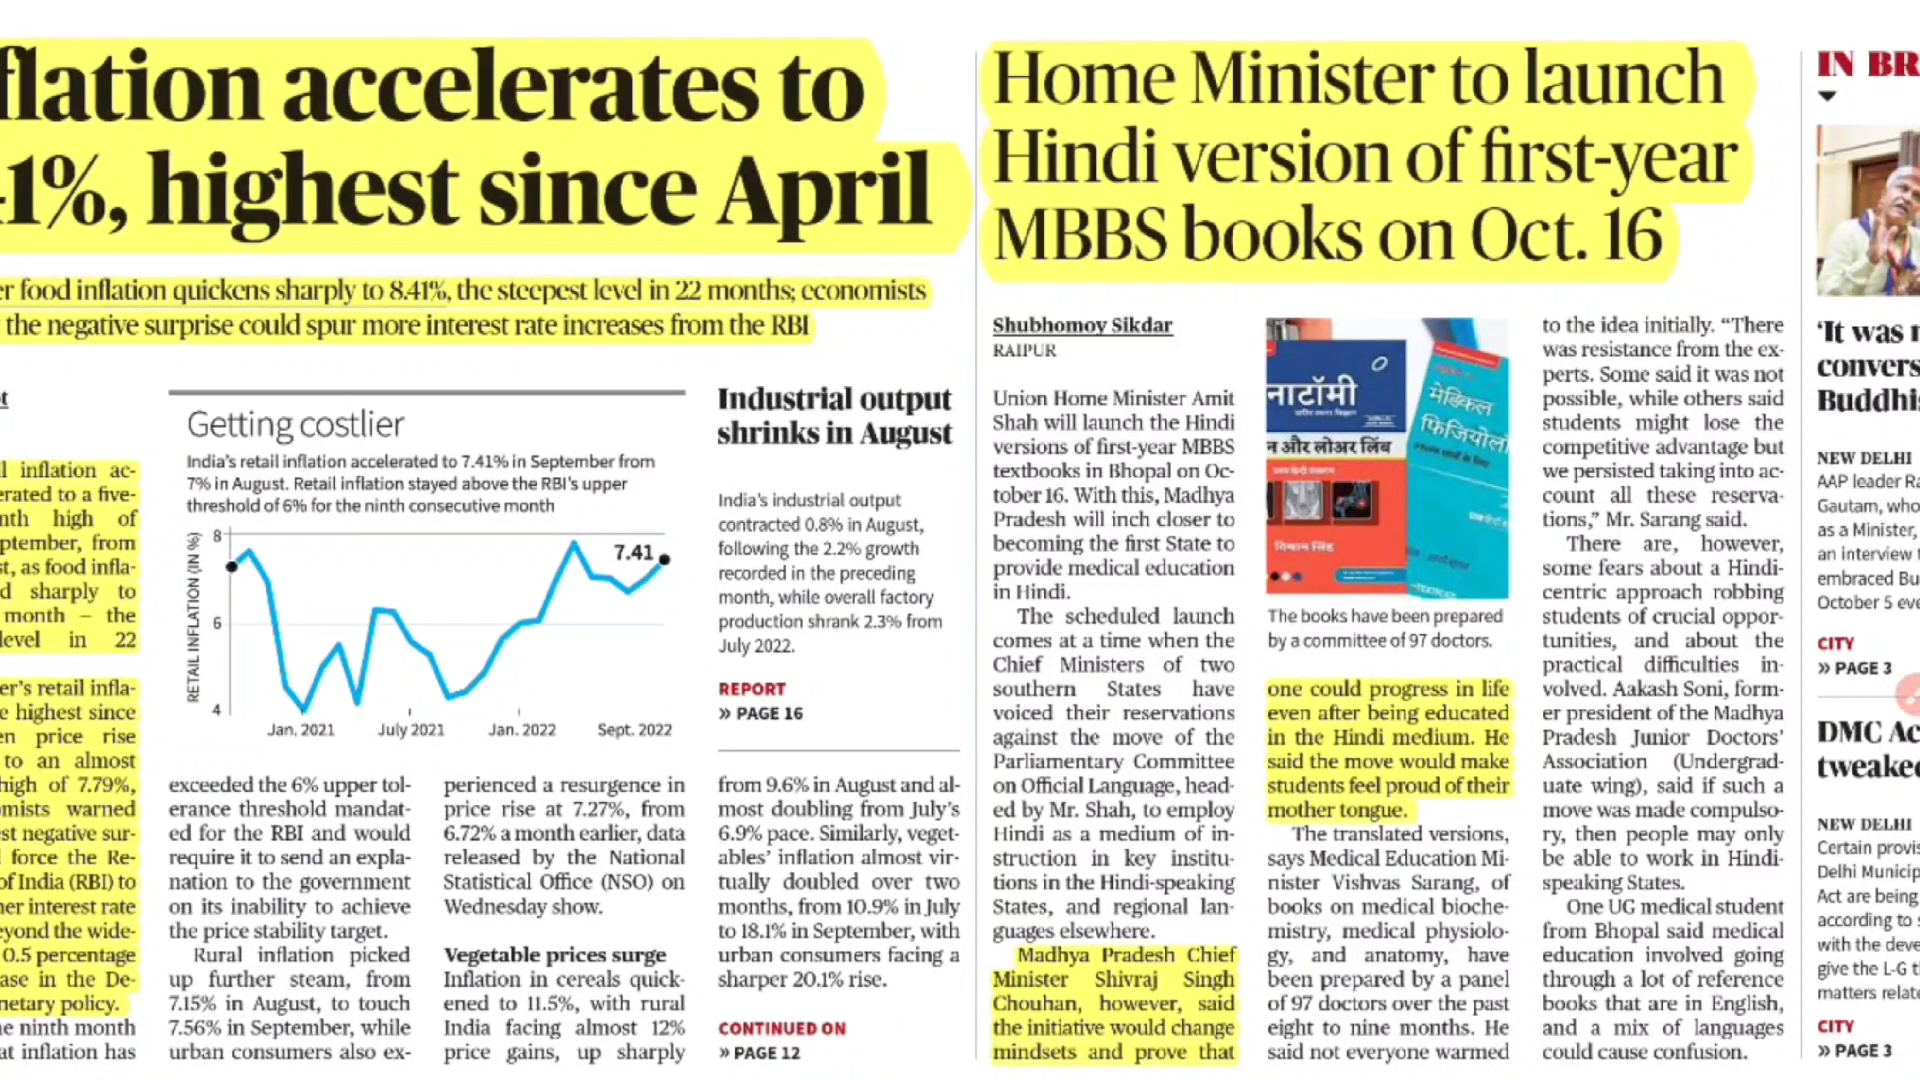 flation accelerates to
1%, highest since April
er food inflation quickens sharply to 8.41%, the steepest level in 22 months; economists
the negative surprise could spur more interest rate increases from the RBI
l inflation ac-
erated to a five-
nth high of
ptember, from
st, as food infla-
d sharply to
month – the
level in 22
er's retail infla-
e highest since
en price rise
to an almost
high of 7.79%,
omists warned
est negative sur-
force the Re-
of India (RBI) to
her interest rate
eyond the wide-
0.5 percentage
ase in the De-
netary policy.
he ninth month
at inflation has
Getting costlier
India's retail inflation accelerated to 7.41% in September from
7% in August. Retail inflation stayed above the RBI's upper
threshold of 6% for the ninth consecutive month
RETAIL INFLATION (IN %)
8
6
4
7.41
Jan. 2021 July 2021 Jan. 2022 Sept. 2022
exceeded the 6% upper tol-
erance threshold mandat-
ed for the RBI and would
require it to send an expla-
nation to the government
on its inability to achieve
the price stability target.
Rural inflation picked
up further steam, from
7.15% in August, to touch
7.56% in September, while
urban consumers also ex-
perienced a resurgence in
price rise at 7.27%, from
6.72% a month earlier, data
released by the National
Statistical Office (NSO) on
Wednesday show.
Vegetable prices surge
Inflation in cereals quick-
ened to 11.5%, with rural
India facing almost 12%
price gains, up sharply
Industrial output
shrinks in August
India's industrial output
contracted 0.8% in August,
following the 2.2% growth
recorded in the preceding
month, while overall factory
production shrank 2.3% from
July 2022.
REPORT
» PAGE 16
from 9.6% in August and al-
most doubling from July's
6.9% pace. Similarly, veget-
ables' inflation almost vir-
tually doubled over two
months, from 10.9% in July
to 18.1% in September, with
urban consumers facing a
sharper 20.1% rise.
CONTINUED ON
» PAGE 12
Home Minister to launch
Hindi version of first-year
MBBS books on Oct. 16
Shubhomoy Sikdar
RAIPUR
Union Home Minister Amit
Shah will launch the Hindi
versions of first-year MBBS
textbooks in Bhopal on Oc-
tober 16. With this, Madhya
Pradesh will inch closer to
becoming the first State to
provide medical education
in Hindi.
The scheduled launch
comes at a time when the
Chief Ministers of two
southern States have
voiced their reservations
against the move of the
Parliamentary Committee
on Official Language, head-
ed by Mr. Shah, to employ
Hindi as a medium of in-
struction in key institu-
tions in the Hindi-speaking
States, and regional lan-
guages elsewhere.
Madhya Pradesh Chief
Minister Shivraj Singh
Chouhan, however, said
the initiative would change
mindsets and prove that
नाटॉमी
न और लोअर लिंब
मेडिकल
फिजियोलॉ
The books have been prepared
by a committee of 97 doctors.
one could progress in life
even after being educated
in the Hindi medium. He
said the move would make
students feel proud of their
mother tongue.
The translated versions,
says Medical Education Mi-
nister Vishvas Sarang, of
books on medical bioche-
mistry, medical physiolo-
gy, and anatomy, have
been prepared by a panel
of 97 doctors over the past
eight to nine months. He
said not everyone warmed
to the idea initially. "There
was resistance from the ex-
perts. Some said it was not
possible, while others said
students might lose the
competitive advantage but
we persisted taking into ac-
count all these reserva-
tions," Mr. Sarang said.
There are, however,
some fears about a Hindi-
centric approach robbing
students of crucial oppor-
tunities, and about the
practical difficulties in-
volved. Aakash Soni, form-
er president of the Madhya
Pradesh Junior Doctors'
Association (Undergrad-
uate wing), said if such a
move was made compulso-
ry, then people may only
be able to work in Hindi-
speaking States.
One UG medical student
from Bhopal said medical
education involved going
through a lot of reference
books that are in English,
and a mix of languages
could cause confusion.
IN BR
'It was
convers
Buddhi
NEW DELHI
AAP leader Ra
Gautam, who
as a Minister,
an interview
embraced Bu
October 5 eve
CITY
» PAGE 3
DMC Ac
tweake
NEW DELHI
Certain provis
Delhi Municip
Act are being
according to s
with the deve
give the L-G
matters relate
CITY
» PAGE 3